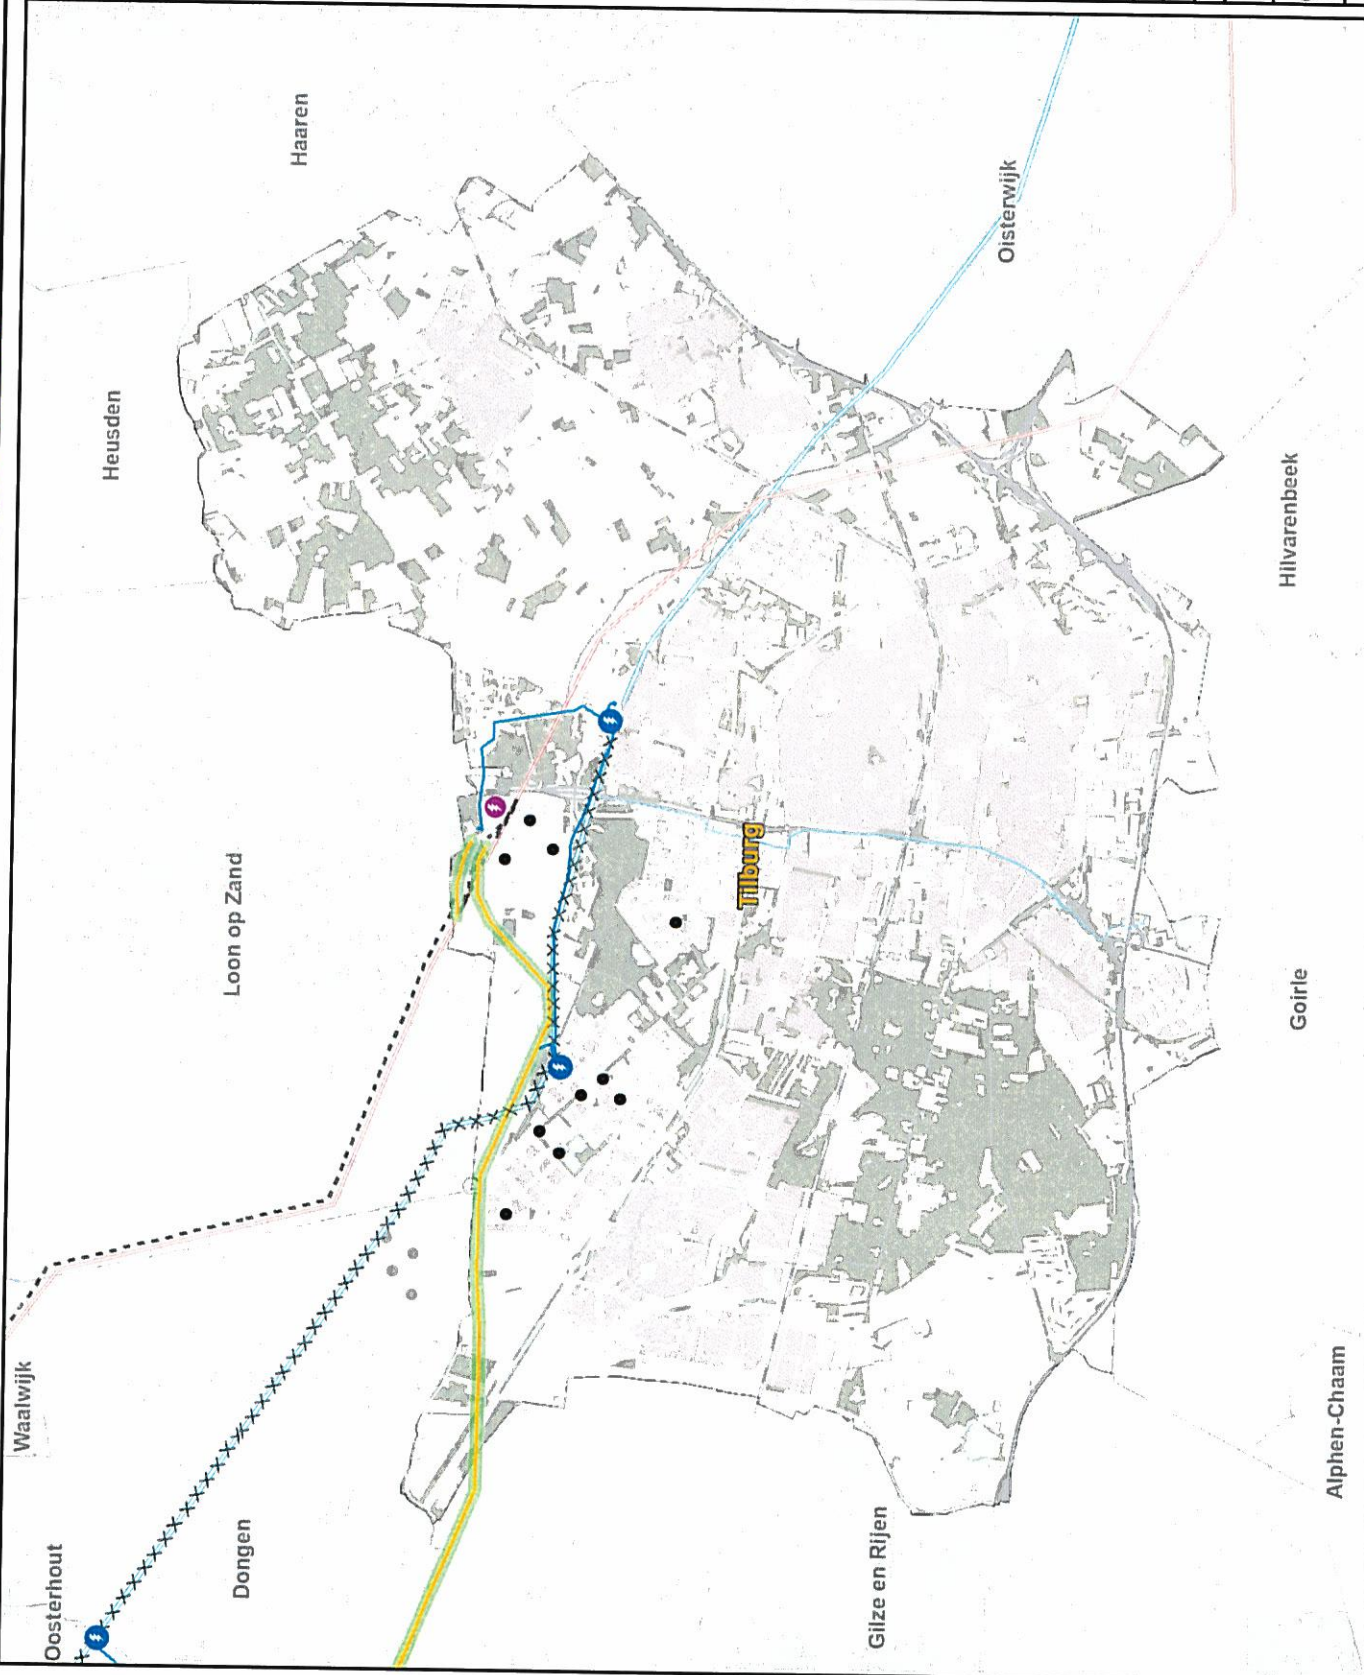 Haaren
Heusden
Oisterwijk
Hilvarenbeek
Loon op Zand
Tilburg
Goirle
Waalwijk
Oosterhout
Dongen
Gilze en Rijen
Alphen-Chaam